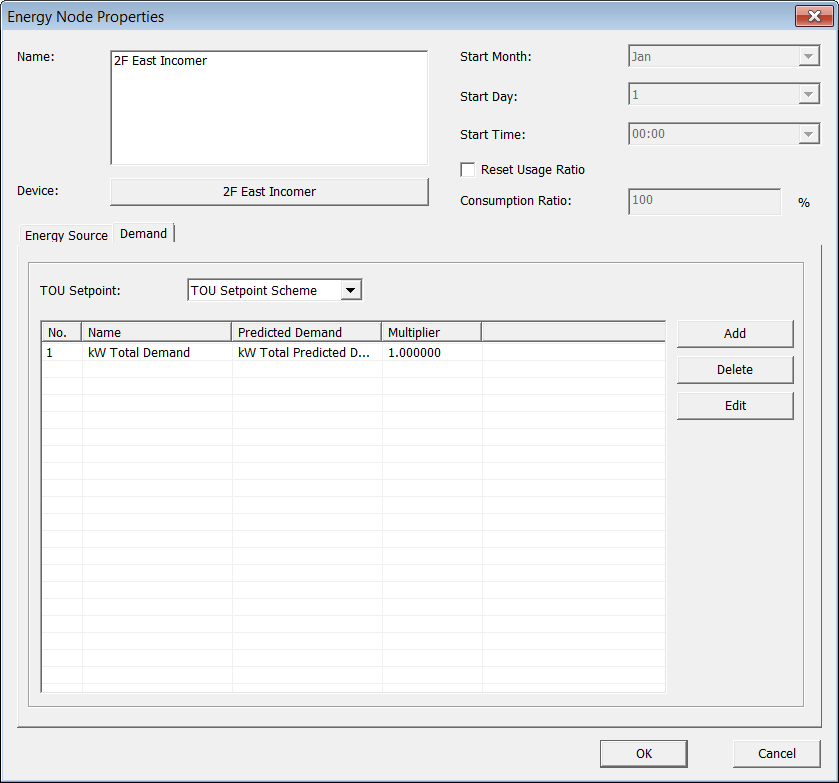 Energy Node Properties
Name:
2F East Incomer
Device:
2F East Incomer
Start Month:
Jan
Start Day:
1
Start Time:
00:00
Reset Usage Ratio
Consumption Ratio:
100
%
Energy Source
Demand
TOU Setpoint:
TOU Setpoint Scheme
No. Name Predicted Demand Multiplier
1 kW Total Demand kW Total Predicted D... 1.000000
Add
Delete
Edit
OK
Cancel